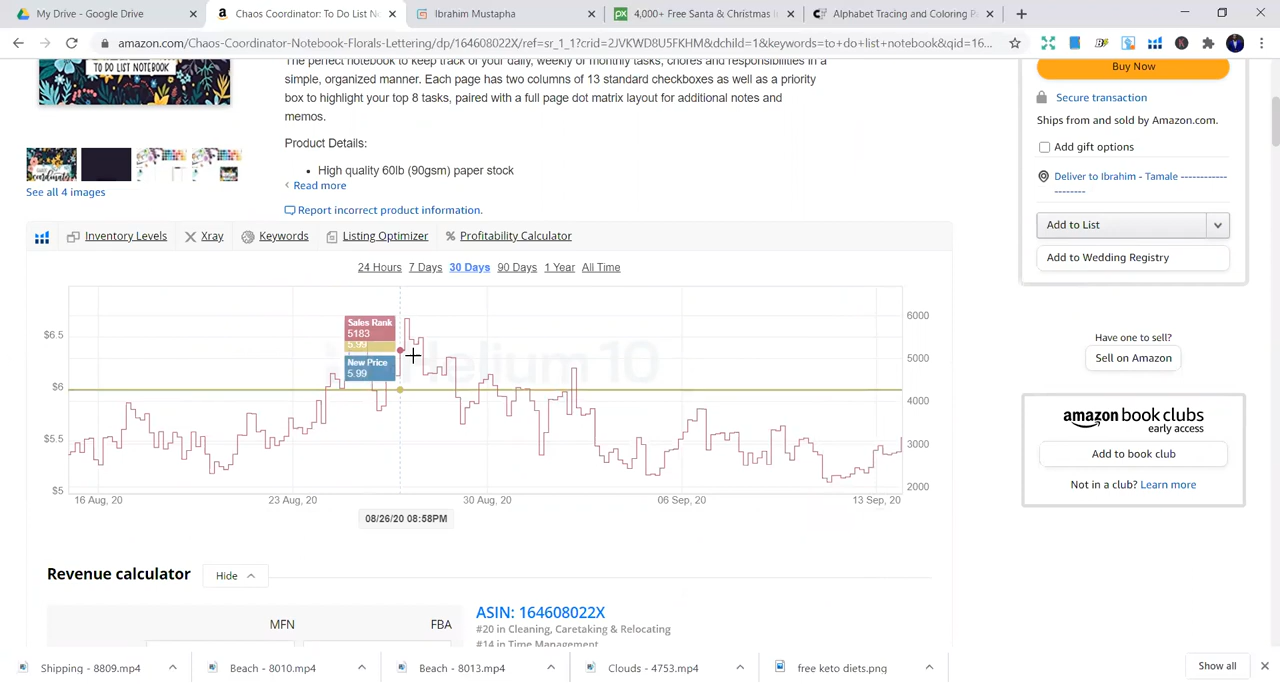 My Drive - Google Drive
Chaos Coordinator: To Do List N
Ibrahim Mustapha
4,000+ Free Santa & Christmas I
Alphabet Tracing and Coloring P
amazon.com/Chaos-Coordinator-Notebook-Florals-Lettering/dp/164608022X/ref=sr_1_1?crid=2JVKWD8U5FKHM&dchild=1&keywords=to+do+list+notebook&qid=16...
TO DO LIST NOTEBOOK
The perfect notebook to keep track of your daily, weekly or monthly tasks, chores and responsibilities in a
simple, organized manner. Each page has two columns of 13 standard checkboxes as well as a priority
box to highlight your top 8 tasks, paired with a full page dot matrix layout for additional notes and
memos.
Product Details:
• High quality 60lb (90gsm) paper stock
Read more
See all 4 images
Report incorrect product information.
Buy Now
Secure transaction
Ships from and sold by Amazon.com.
Add gift options
Deliver to Ibrahim - Tamale ------------
--------
Add to List
Add to Wedding Registry
Have one to sell?
Sell on Amazon
amazon book clubs
early access
Add to book club
Not in a club? Learn more
Inventory Levels
Xray
Keywords
Listing Optimizer
Profitability Calculator
24 Hours 7 Days 30 Days 90 Days 1 Year All Time
$6.5
$6
$5.5
$5
Sales Rank
5183
5.99
New Price
5.99
Helium 10
6000
5000
4000
3000
2000
16 Aug, 20
23 Aug, 20
30 Aug, 20
06 Sep, 20
13 Sep, 20
08/26/20 08:58PM
Revenue calculator
Hide
MFN
FBA
ASIN: 164608022X
#20 in Cleaning, Caretaking & Relocating
#14 in Time Management
Shipping - 8809.mp4
Beach - 8010.mp4
Beach - 8013.mp4
Clouds - 4753.mp4
free keto diets.png
Show all